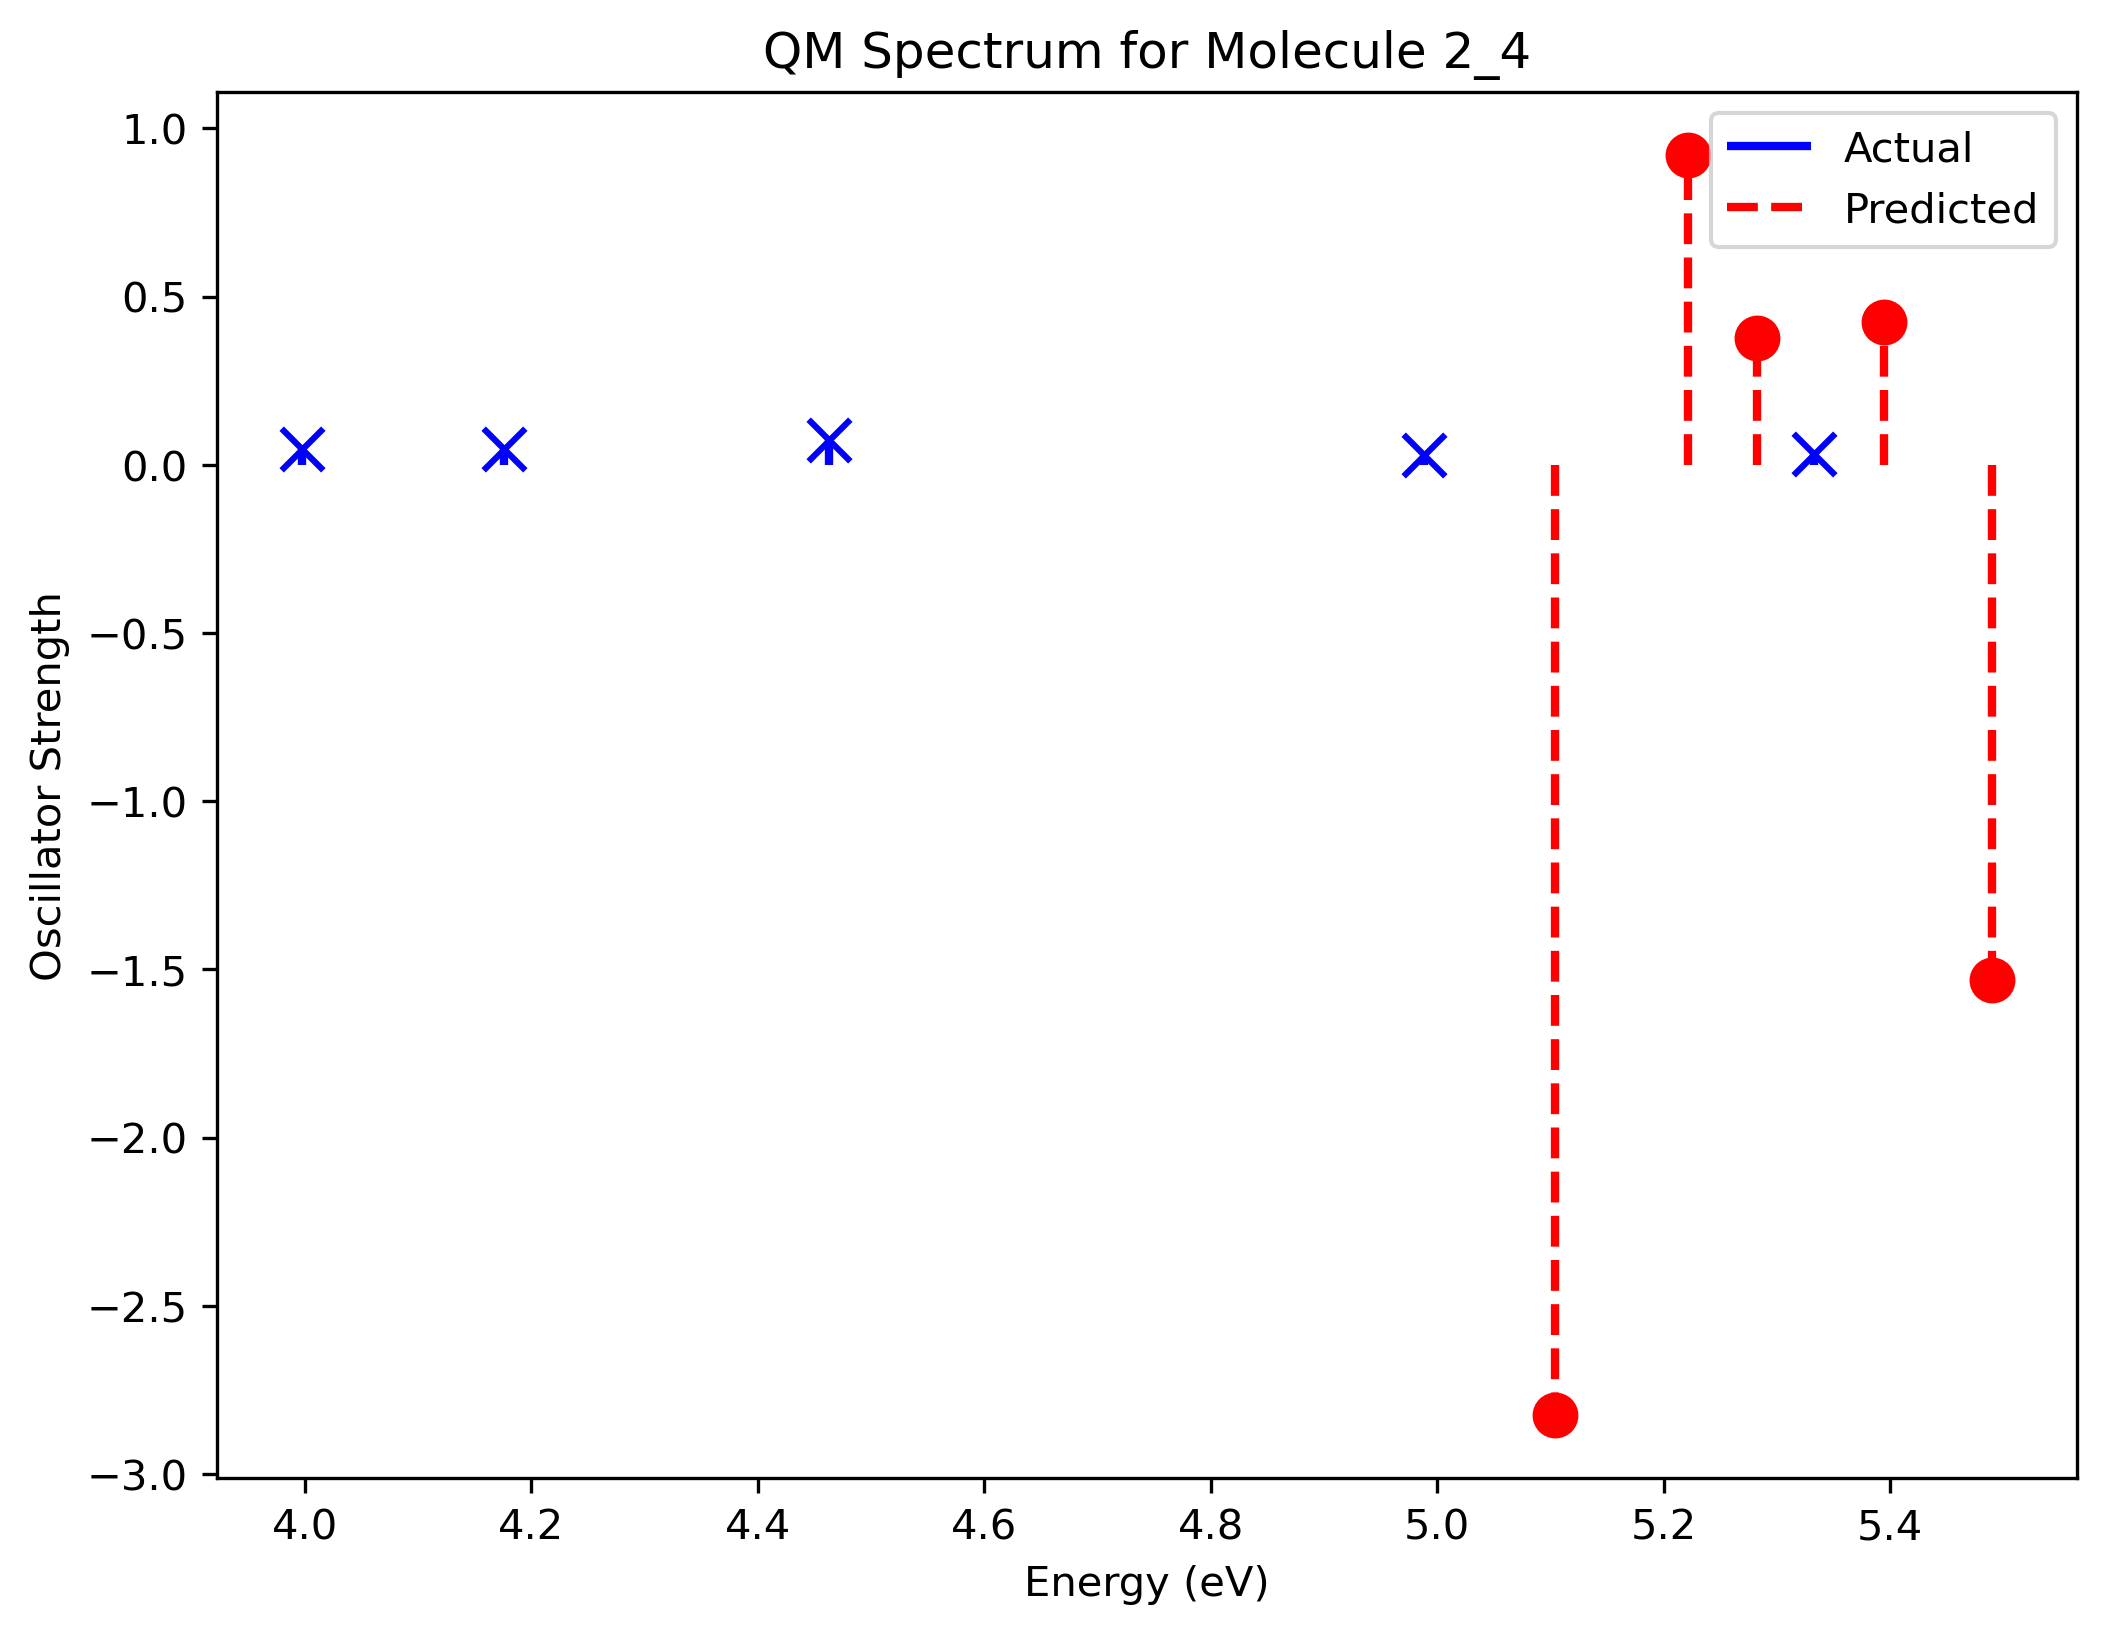 QM Spectrum for Molecule 2_4
Actual
Predicted
1.0
0.5
0.0
−0.5
−1.0
−1.5
−2.0
−2.5
−3.0
Oscillator Strength
4.0 4.2 4.4 4.6 4.8 5.0 5.2 5.4
Energy (eV)